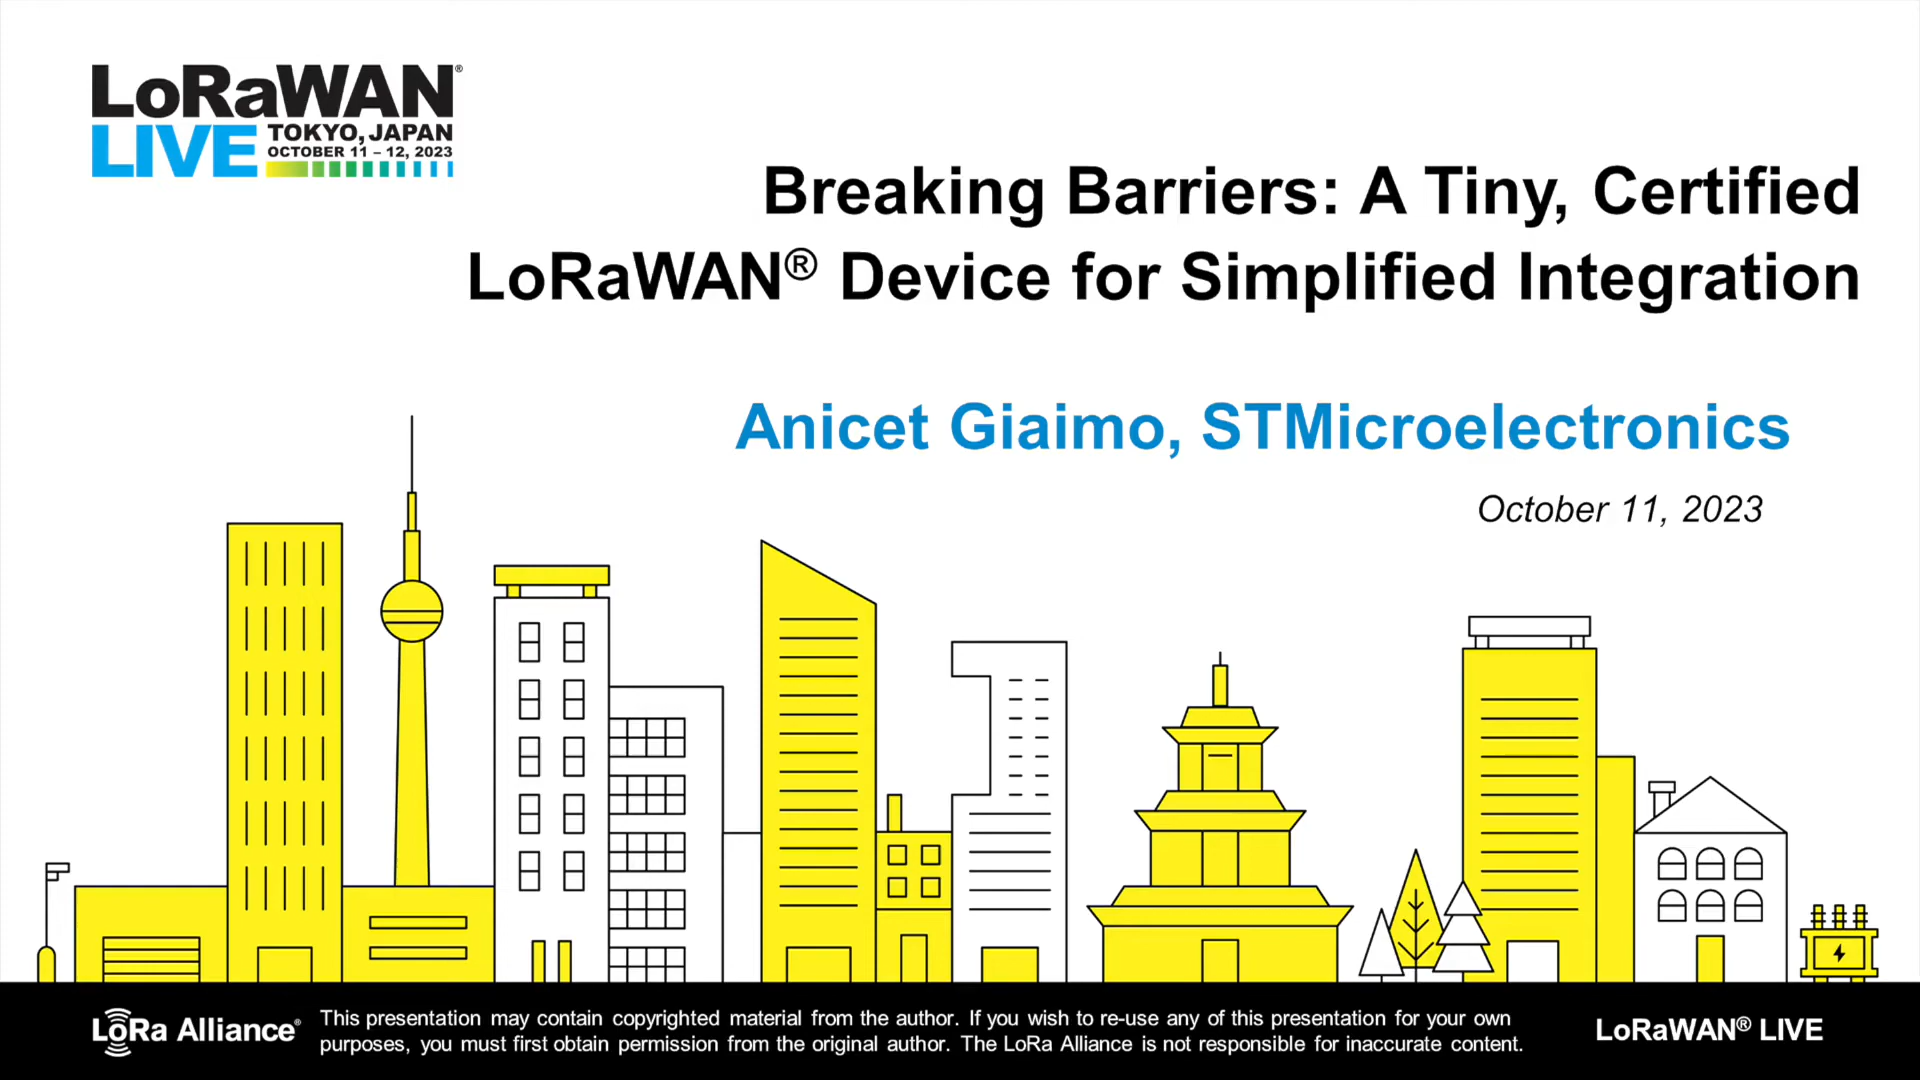 LoRaWAN®
LIVE
TOKYO, JAPAN
OCTOBER 11 – 12, 2023
Breaking Barriers: A Tiny, Certified
LoRaWAN® Device for Simplified Integration
Anicet Giaimo, STMicroelectronics
October 11, 2023
LoRa Alliance®
This presentation may contain copyrighted material from the author. If you wish to re-use any of this presentation for your own
purposes, you must first obtain permission from the original author. The LoRa Alliance is not responsible for inaccurate content.
LoRaWAN® LIVE